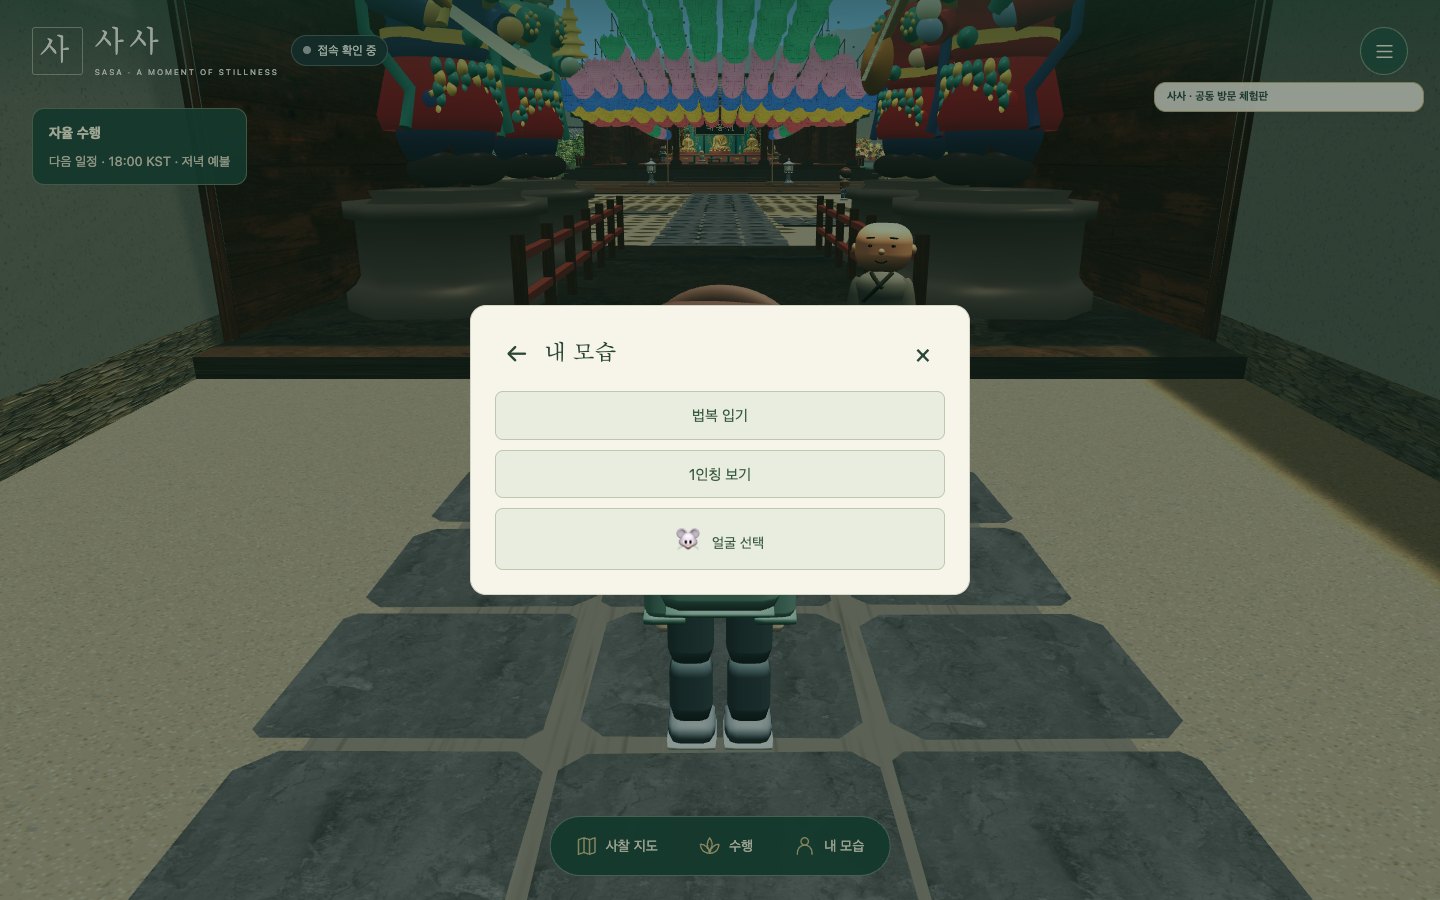 사
사사
SASA · A MOMENT OF STILLNESS
접속 확인 중
사사 · 공동 방문 체험판
자율 수행
다음 일정 · 18:00 KST · 저녁 예불
내 모습
법복 입기
1인칭 보기
얼굴 선택
사찰 지도
수행
내 모습